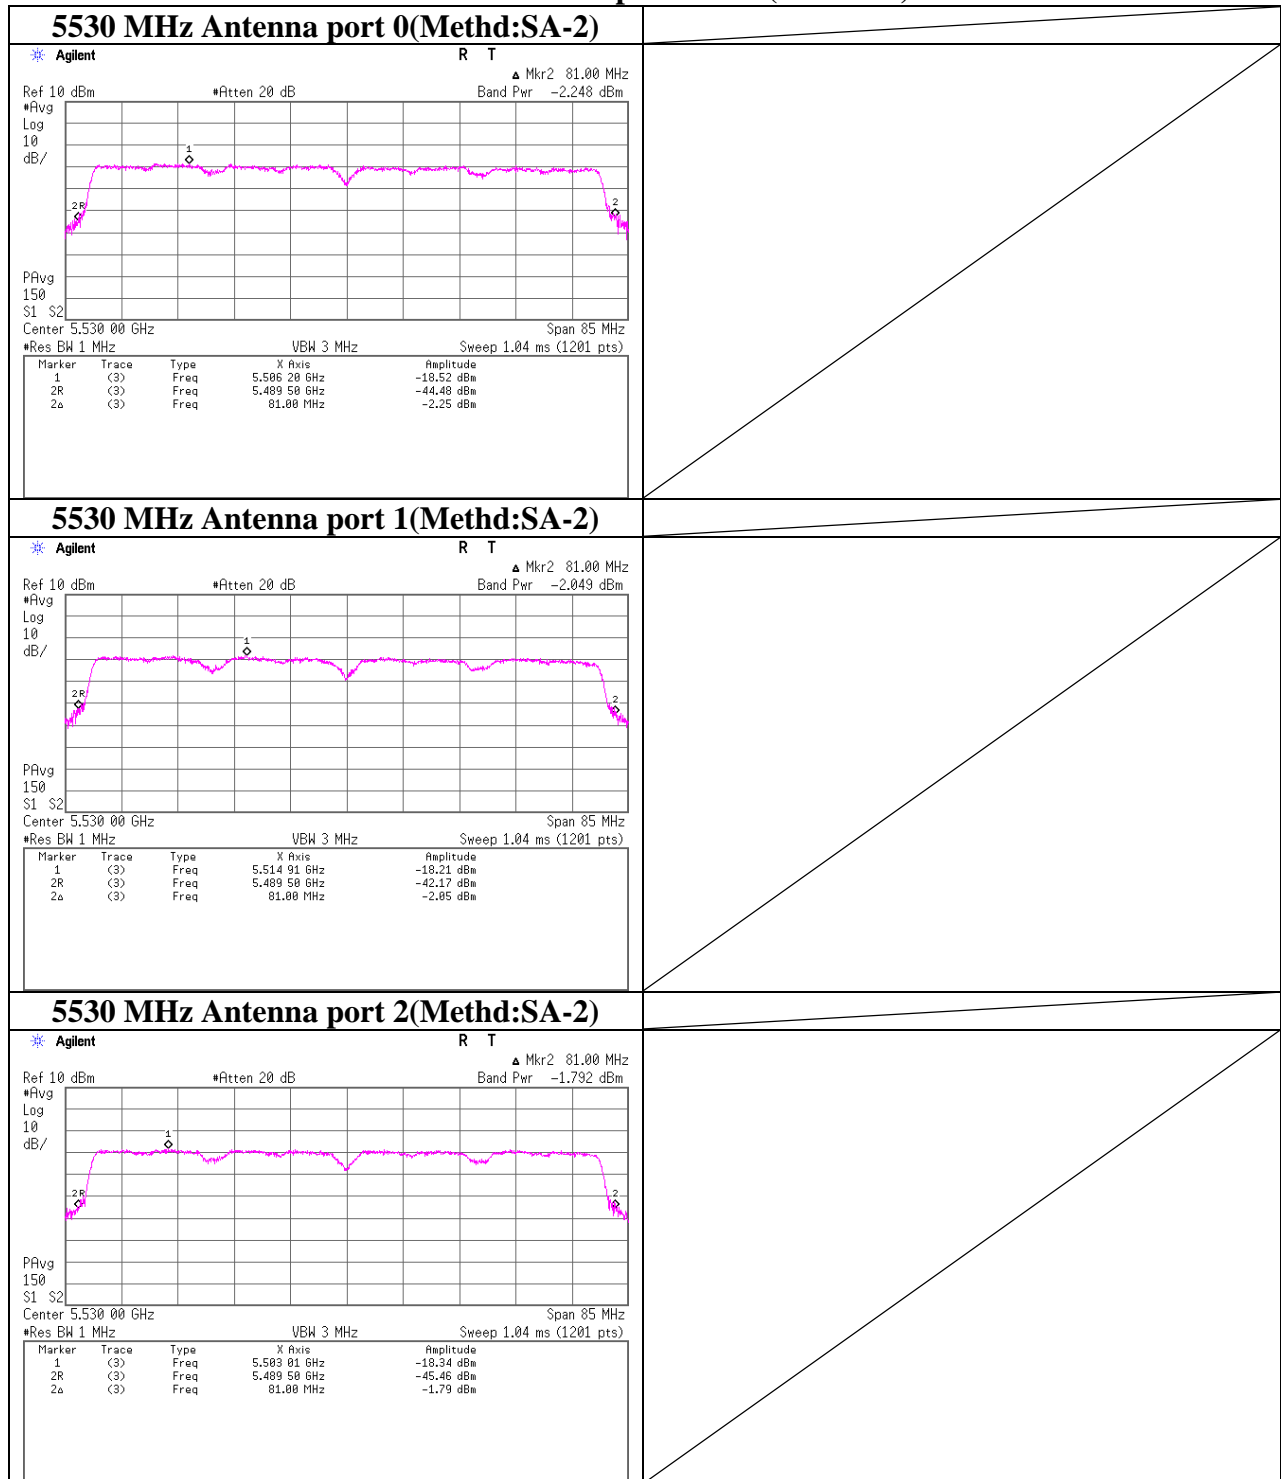 5530 MHz Antenna port 0(Methd:SA-2)
Agilent R T
Δ Mkr2 81.00 MHz
Ref 10 dBm #Atten 20 dB Band Pwr -2.248 dBm
#Avg
Log
10
dB/
1
2R
2
PAvg
150
S1 S2
Center 5.530 00 GHz Span 85 MHz
#Res BW 1 MHz VBW 3 MHz Sweep 1.04 ms (1201 pts)
Marker Trace Type X Axis Amplitude
1 (3) Freq 5.506 20 GHz -18.52 dBm
2R (3) Freq 5.489 50 GHz -44.48 dBm
2Δ (3) Freq 81.00 MHz -2.25 dBm
5530 MHz Antenna port 1(Methd:SA-2)
Agilent R T
Δ Mkr2 81.00 MHz
Ref 10 dBm #Atten 20 dB Band Pwr -2.049 dBm
#Avg
Log
10
dB/
1
2R
2
PAvg
150
S1 S2
Center 5.530 00 GHz Span 85 MHz
#Res BW 1 MHz VBW 3 MHz Sweep 1.04 ms (1201 pts)
Marker Trace Type X Axis Amplitude
1 (3) Freq 5.514 91 GHz -18.21 dBm
2R (3) Freq 5.489 50 GHz -42.17 dBm
2Δ (3) Freq 81.00 MHz -2.05 dBm
5530 MHz Antenna port 2(Methd:SA-2)
Agilent R T
Δ Mkr2 81.00 MHz
Ref 10 dBm #Atten 20 dB Band Pwr -1.792 dBm
#Avg
Log
10
dB/
1
2R
2
PAvg
150
S1 S2
Center 5.530 00 GHz Span 85 MHz
#Res BW 1 MHz VBW 3 MHz Sweep 1.04 ms (1201 pts)
Marker Trace Type X Axis Amplitude
1 (3) Freq 5.503 01 GHz -18.34 dBm
2R (3) Freq 5.489 50 GHz -45.46 dBm
2Δ (3) Freq 81.00 MHz -1.79 dBm